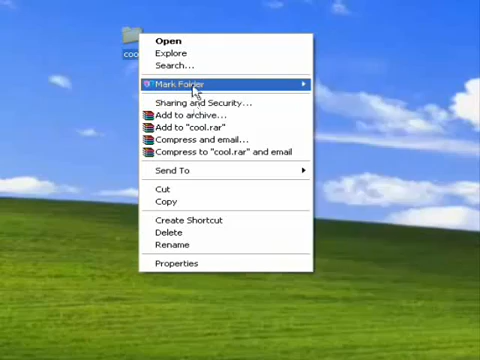 coo
Open
Explore
Search...
Mark Folder
Sharing and Security...
Add to archive...
Add to "cool.rar"
Compress and email...
Compress to "cool.rar" and email
Send To
Cut
Copy
Create Shortcut
Delete
Rename
Properties